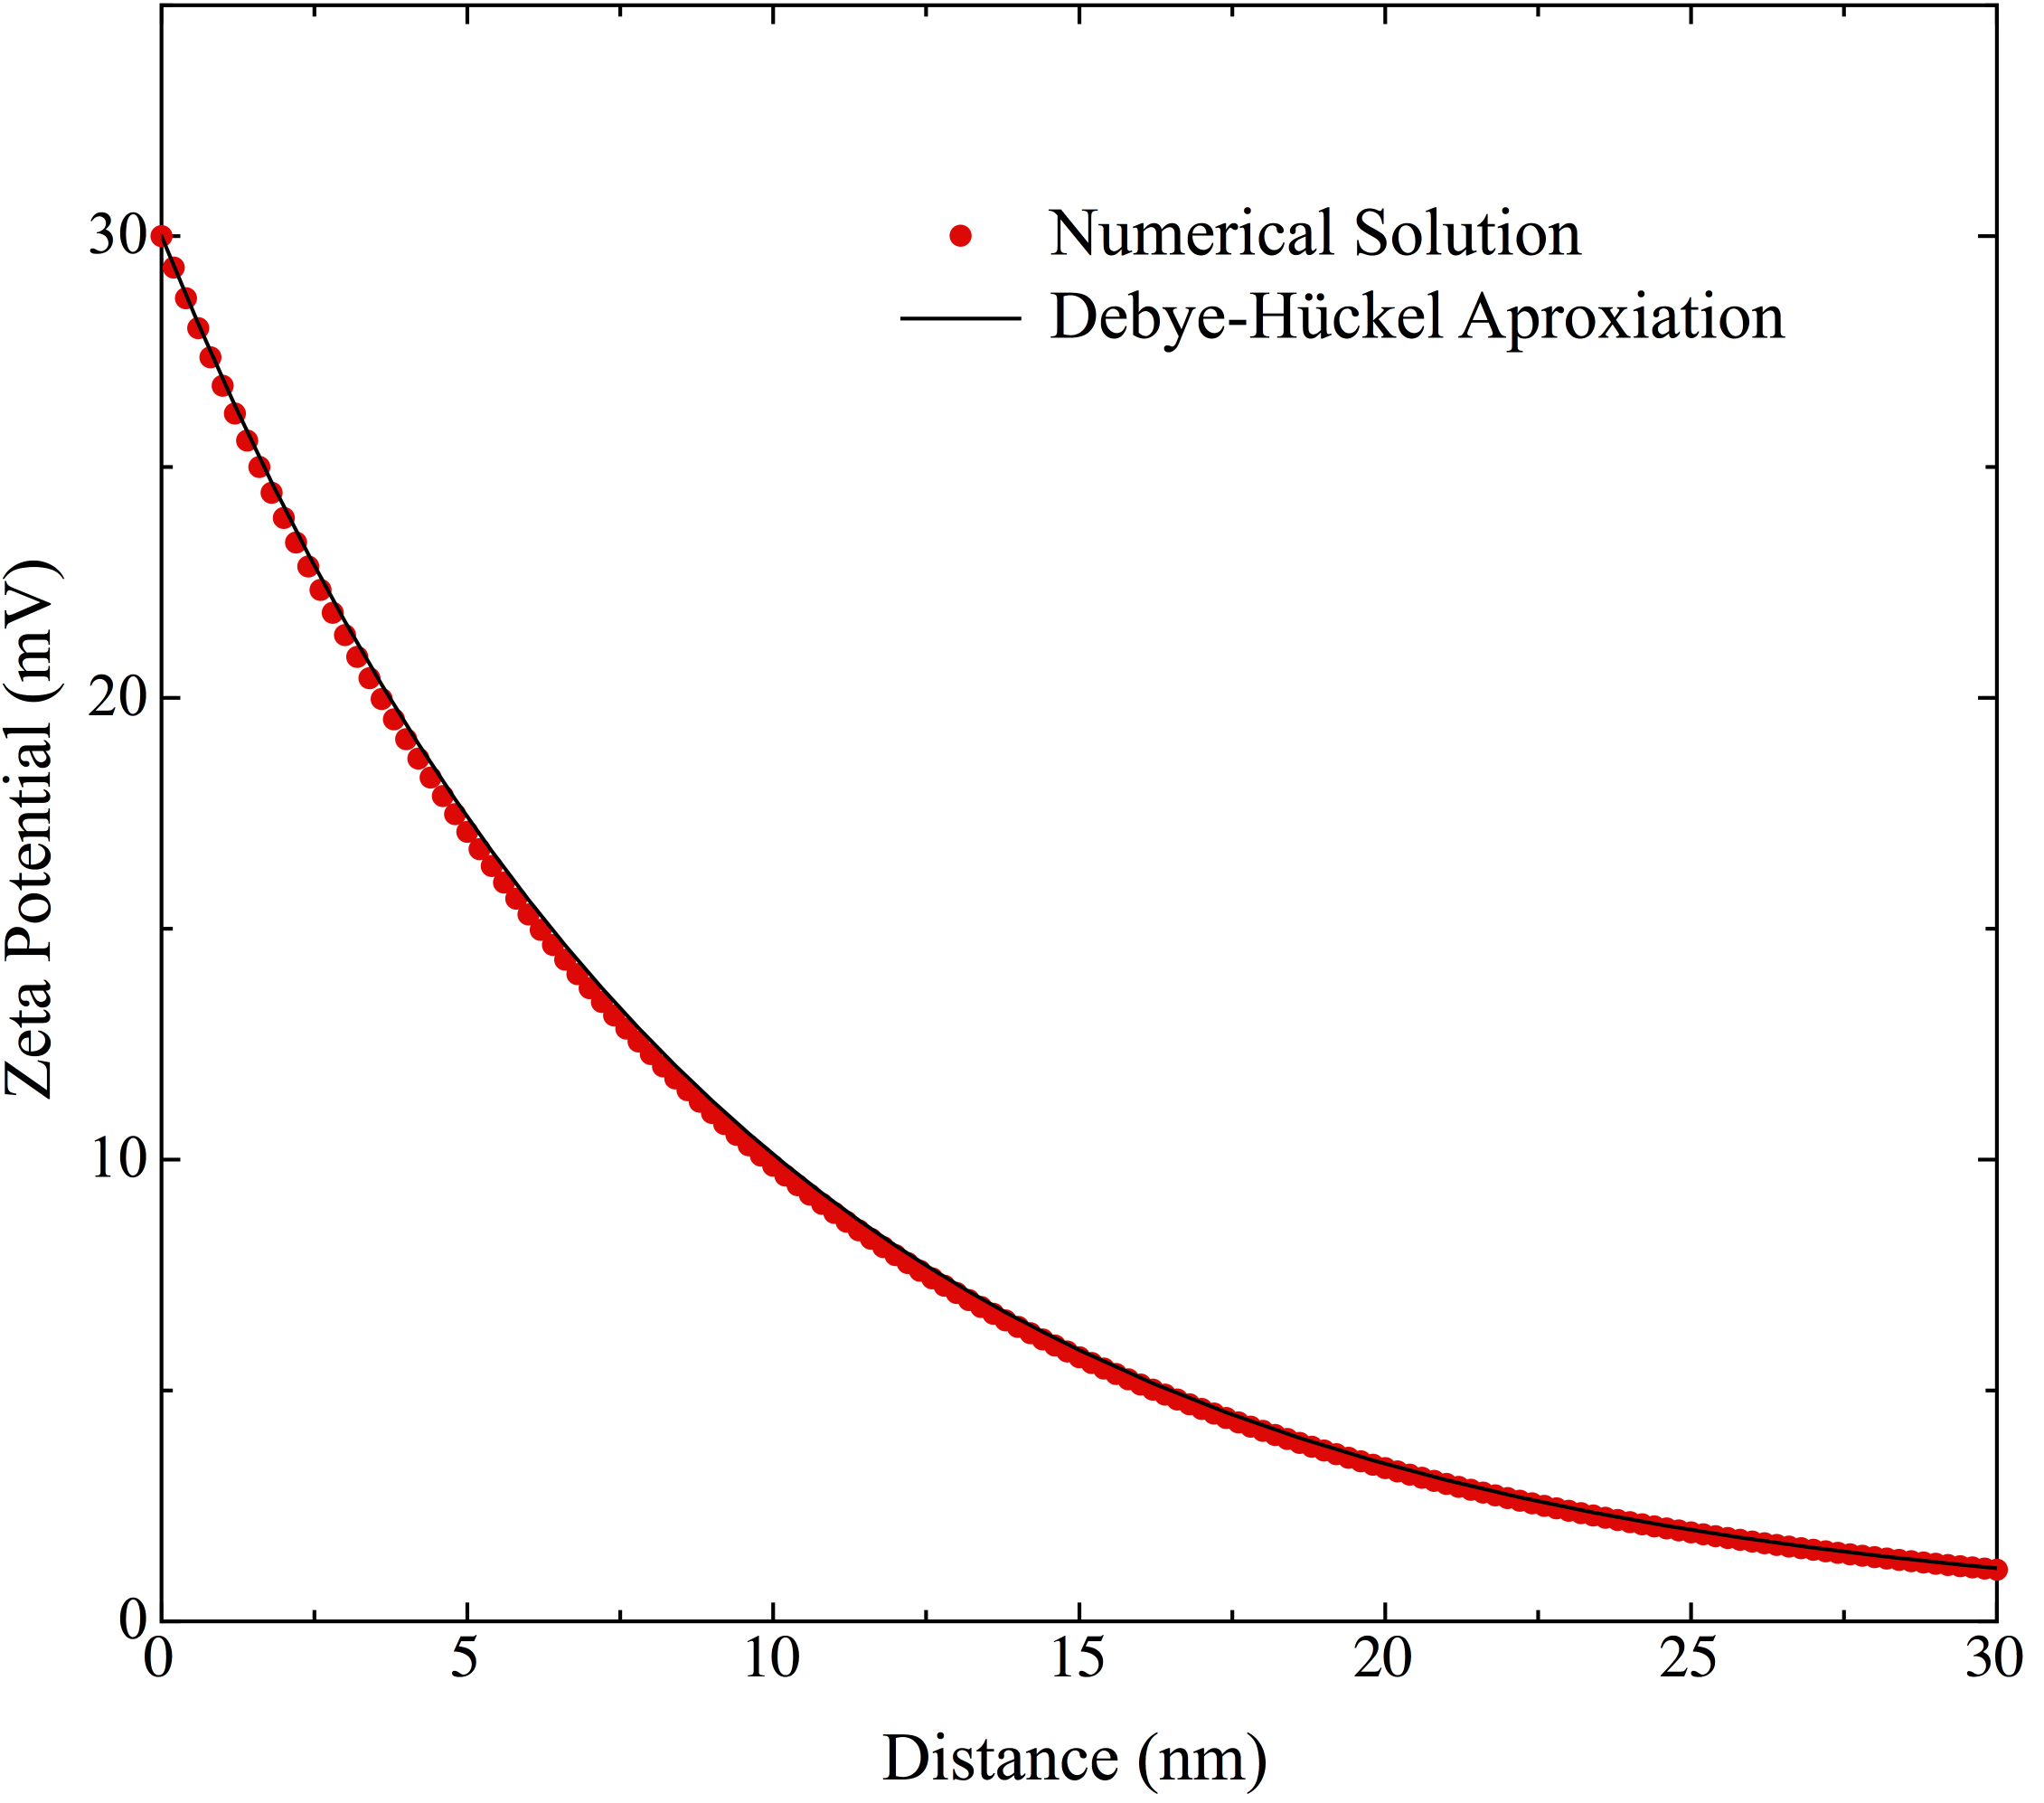 Numerical Solution
Debye-Hückel Aproxiation
Zeta Potential (mV)
30
20
10
0
0 5 10 15 20 25 30
Distance (nm)